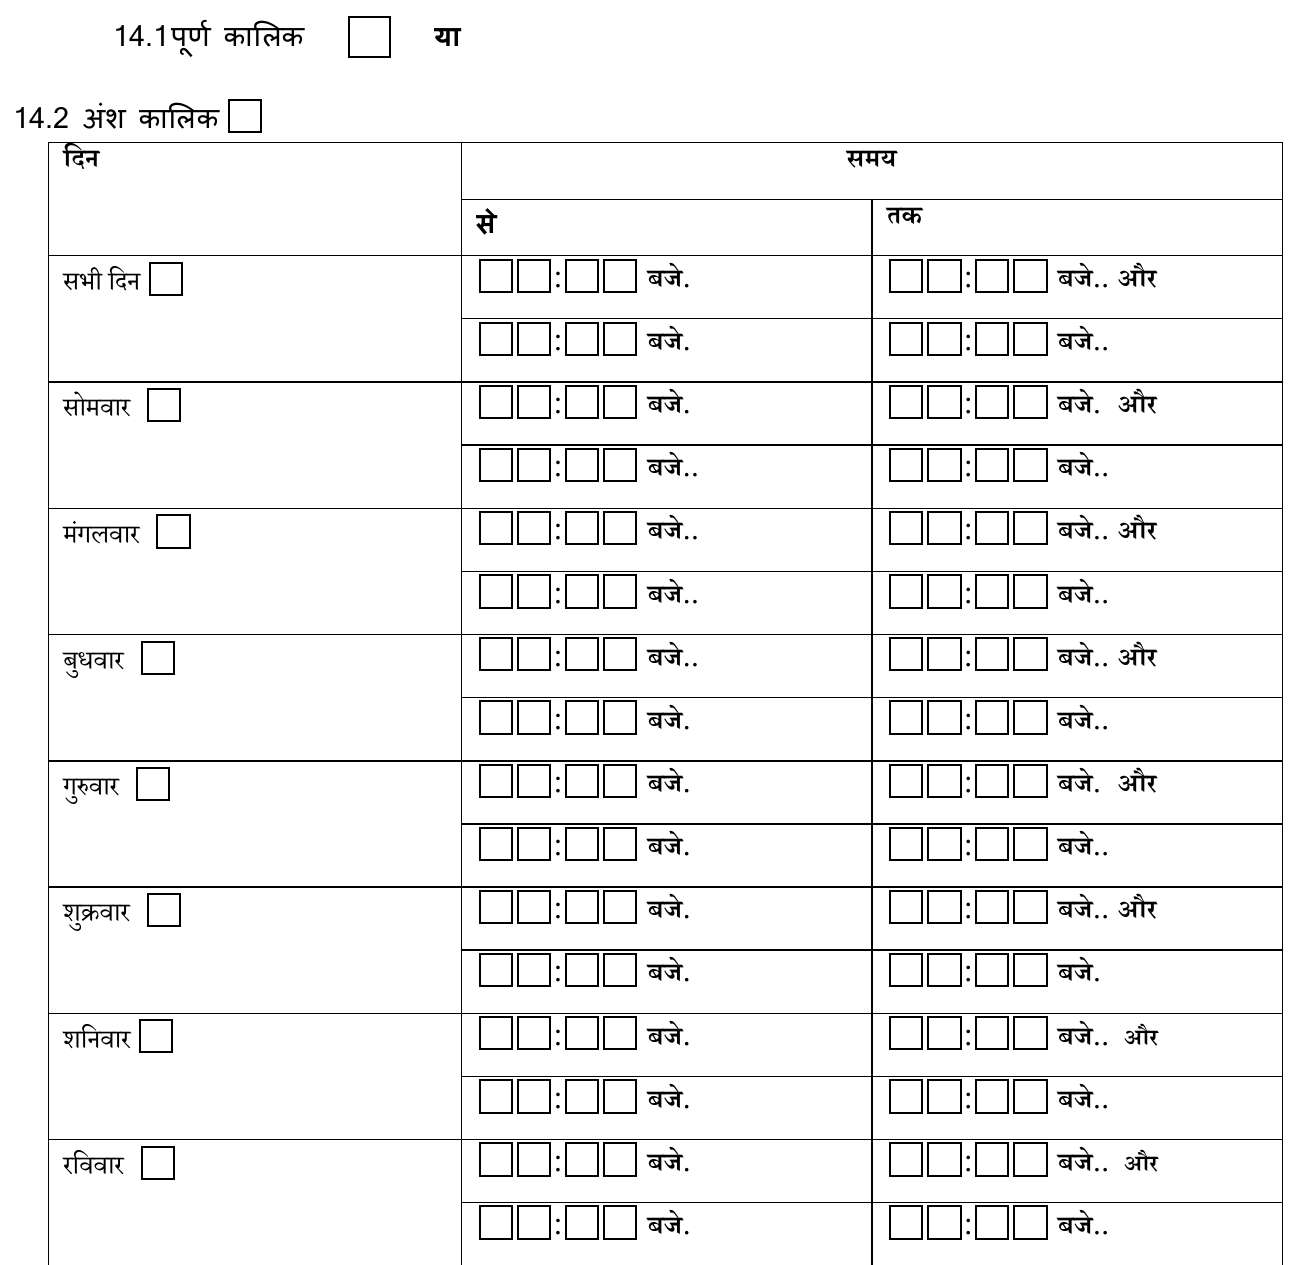 14.1पूर्ण कालिक ☐ या
14.2 अंश कालिक ☐
दिन समय
से तक
सभी दिन ☐ ☐☐:☐☐ बजे. ☐☐:☐☐ बजे.. और
☐☐:☐☐ बजे. ☐☐:☐☐ बजे..
सोमवार ☐ ☐☐:☐☐ बजे. ☐☐:☐☐ बजे. और
☐☐:☐☐ बजे.. ☐☐:☐☐ बजे..
मंगलवार ☐ ☐☐:☐☐ बजे.. ☐☐:☐☐ बजे.. और
☐☐:☐☐ बजे.. ☐☐:☐☐ बजे..
बुधवार ☐ ☐☐:☐☐ बजे.. ☐☐:☐☐ बजे.. और
☐☐:☐☐ बजे. ☐☐:☐☐ बजे..
गुरुवार ☐ ☐☐:☐☐ बजे. ☐☐:☐☐ बजे. और
☐☐:☐☐ बजे. ☐☐:☐☐ बजे..
शुक्रवार ☐ ☐☐:☐☐ बजे. ☐☐:☐☐ बजे.. और
☐☐:☐☐ बजे. ☐☐:☐☐ बजे.
शनिवार ☐ ☐☐:☐☐ बजे. ☐☐:☐☐ बजे.. और
☐☐:☐☐ बजे. ☐☐:☐☐ बजे..
रविवार ☐ ☐☐:☐☐ बजे. ☐☐:☐☐ बजे.. और
☐☐:☐☐ बजे. ☐☐:☐☐ बजे..